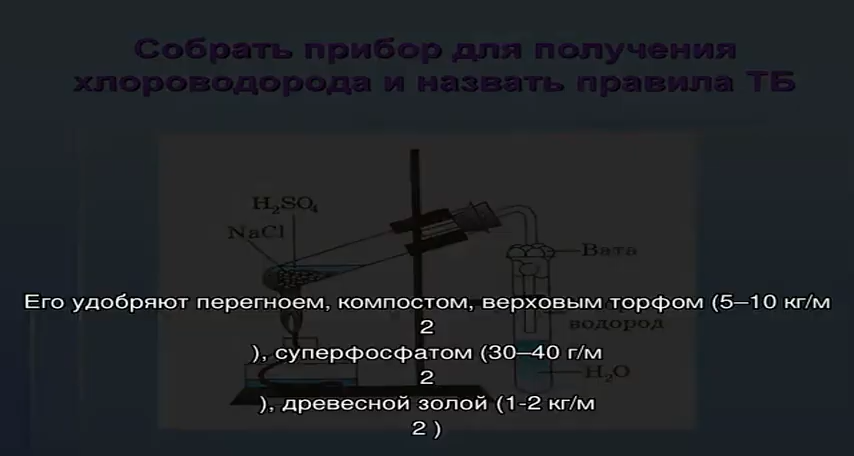 Собрать прибор для получения
хлороводорода и назвать правила ТБ
H₂SO₄
NaCl
Вата
Его удобряют перегноем, компостом, верховым торфом (5–10 кг/м
2
водород
), суперфосфатом (30–40 г/м
2
H₂O
), древесной золой (1-2 кг/м
2 )